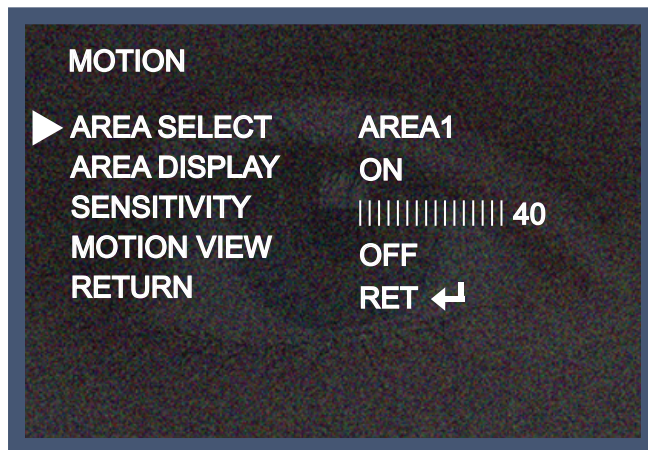 MOTION
AREA SELECT AREA1
AREA DISPLAY ON
SENSITIVITY |||||||||||||||| 40
MOTION VIEW OFF
RETURN RET ↲